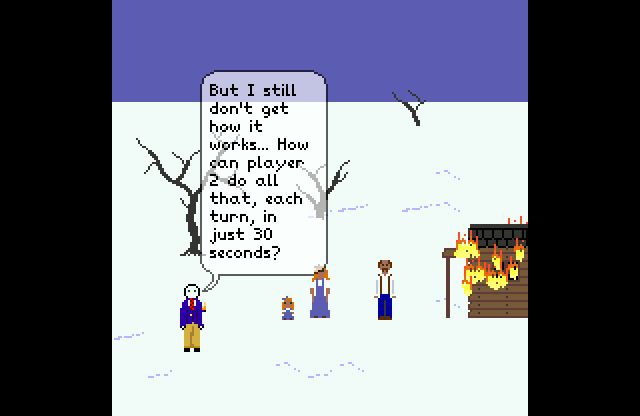 But I still
don't get
how it
works... How
can player
2 do all
that, each
turn, in
just 30
seconds?